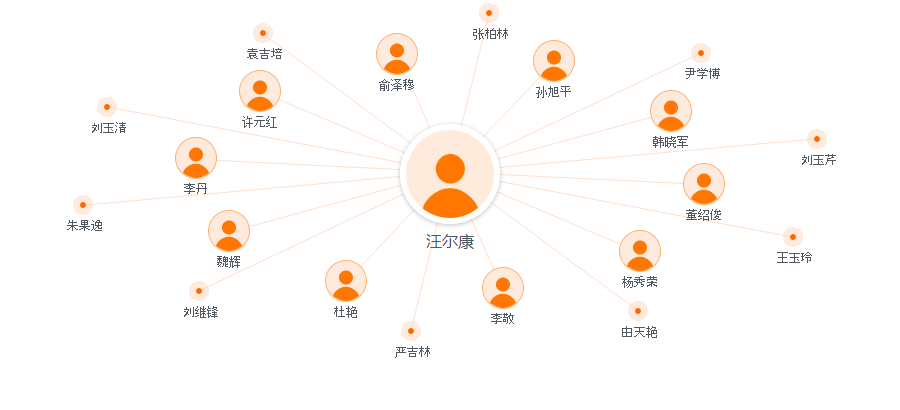 张柏林
袁吉培
尹学博
俞泽穆
孙旭平
许元红
韩晓军
刘玉清
刘玉芹
李丹
董绍俊
朱果逸
汪尔康
王玉玲
魏辉
杨秀荣
刘继锋
杜艳
李敬
由天艳
严吉林